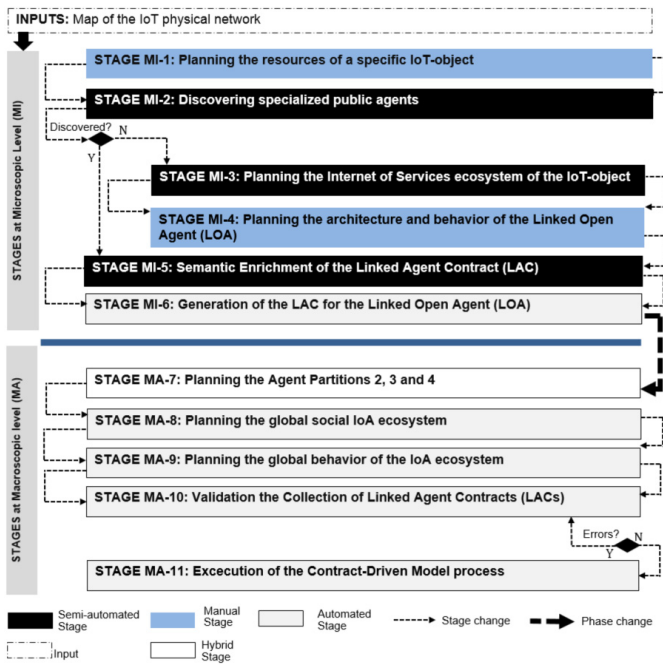 INPUTS: Map of the IoT physical network
STAGES at Microscopic Level (MI)
STAGE MI-1: Planning the resources of a specific IoT-object
STAGE MI-2: Discovering specialized public agents
Discovered?
N
Y
STAGE MI-3: Planning the Internet of Services ecosystem of the IoT-object
STAGE MI-4: Planning the architecture and behavior of the Linked Open
Agent (LOA)
STAGE MI-5: Semantic Enrichment of the Linked Agent Contract (LAC)
STAGE MI-6: Generation of the LAC for the Linked Open Agent (LOA)
STAGES at Macroscopic level (MA)
STAGE MA-7: Planning the Agent Partitions 2, 3 and 4
STAGE MA-8: Planning the global social IoA ecosystem
STAGE MA-9: Planning the global behavior of the IoA ecosystem
STAGE MA-10: Validation the Collection of Linked Agent Contracts (LACs)
Errors?
N
Y
STAGE MA-11: Excecution of the Contract-Driven Model process
Semi-automated
Stage
Manual
Stage
Automated
Stage
Stage change
Phase change
Input
Hybrid
Stage